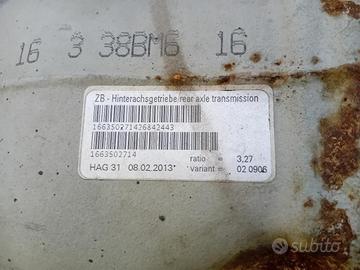 16 3 38BM6 16
ZB - Hinterachsgetriebe/rear axle transmission
166350271426842443
1663502714
ratio = 3,27
HAG 31 08.02.2013* variant = 02 0906
subito